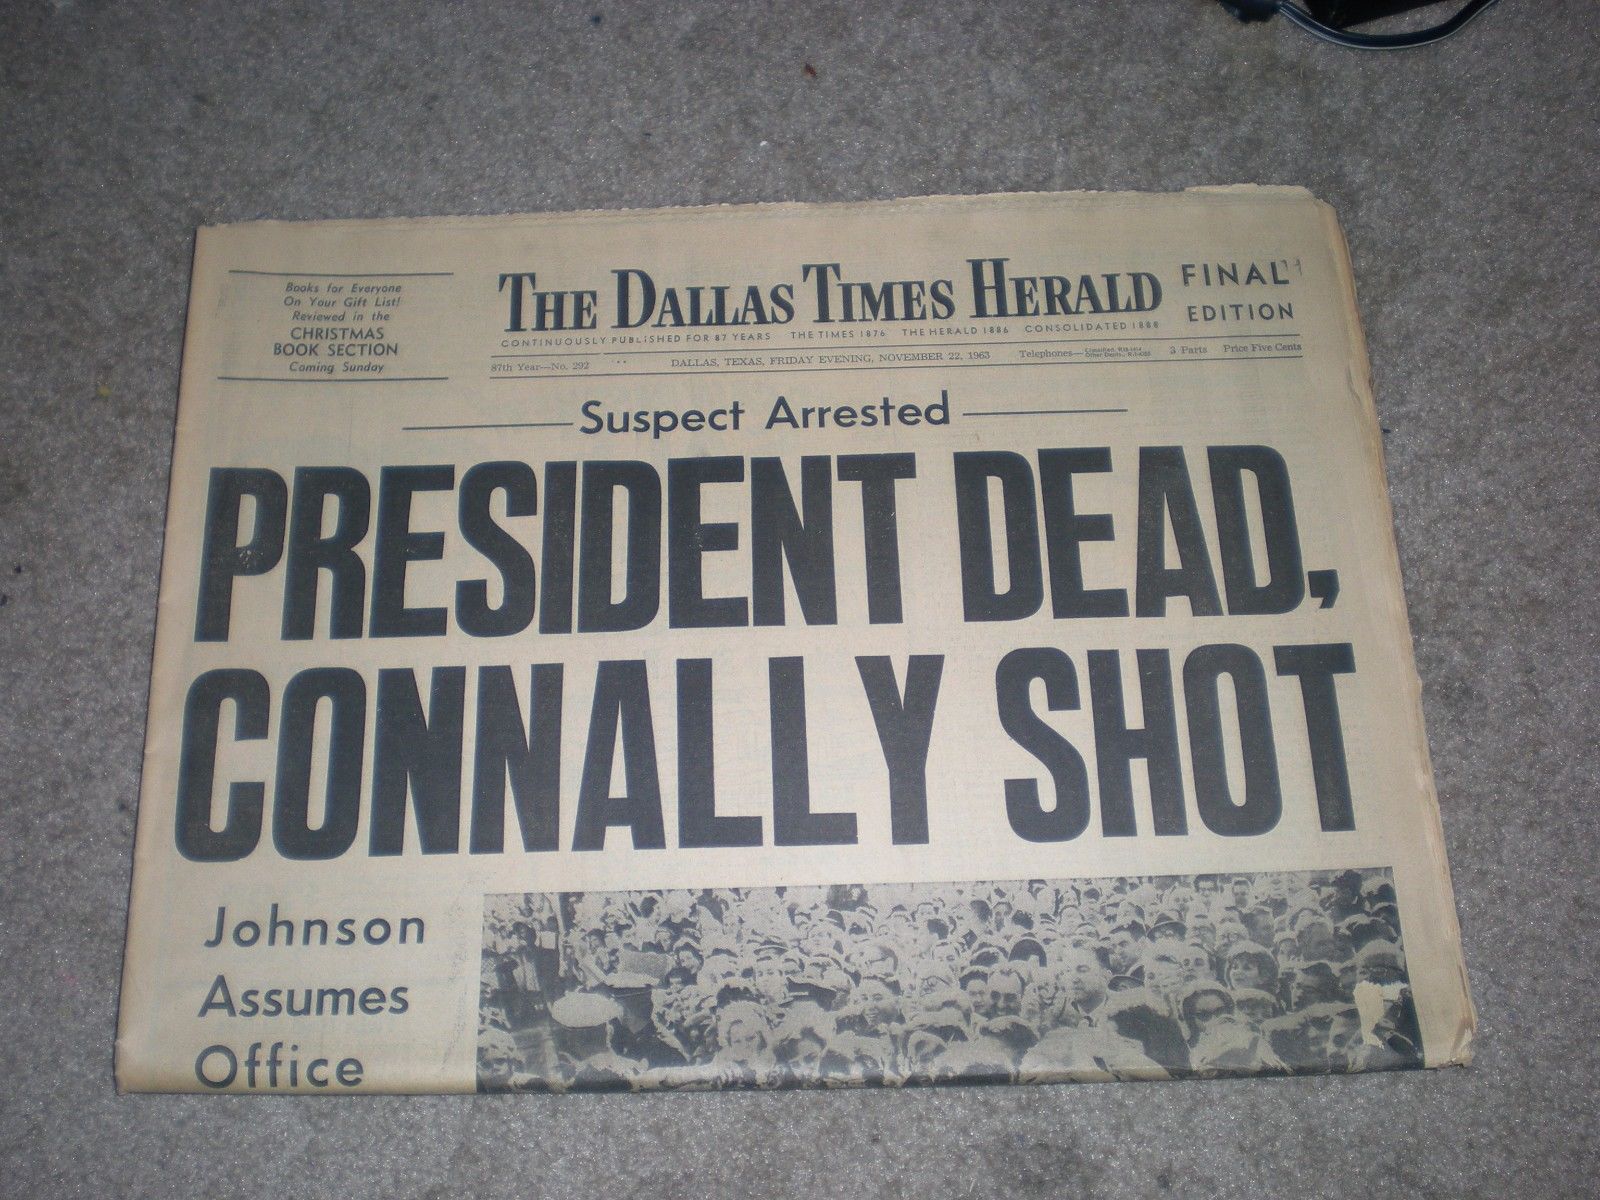 Books for Everyone
On Your Gift List!
Reviewed in the
CHRISTMAS
BOOK SECTION
Coming Sunday
THE DALLAS TIMES HERALD
FINAL
EDITION
CONTINUOUSLY PUBLISHED FOR 87 YEARS THE TIMES 1876 THE HERALD 1886 CONSOLIDATED 1888
87th Year—No. 292 DALLAS, TEXAS, FRIDAY EVENING, NOVEMBER 22, 1963 Telephones— 3 Parts Price Five Cents
Suspect Arrested
PRESIDENT DEAD,
CONNALLY SHOT
Johnson
Assumes
Office